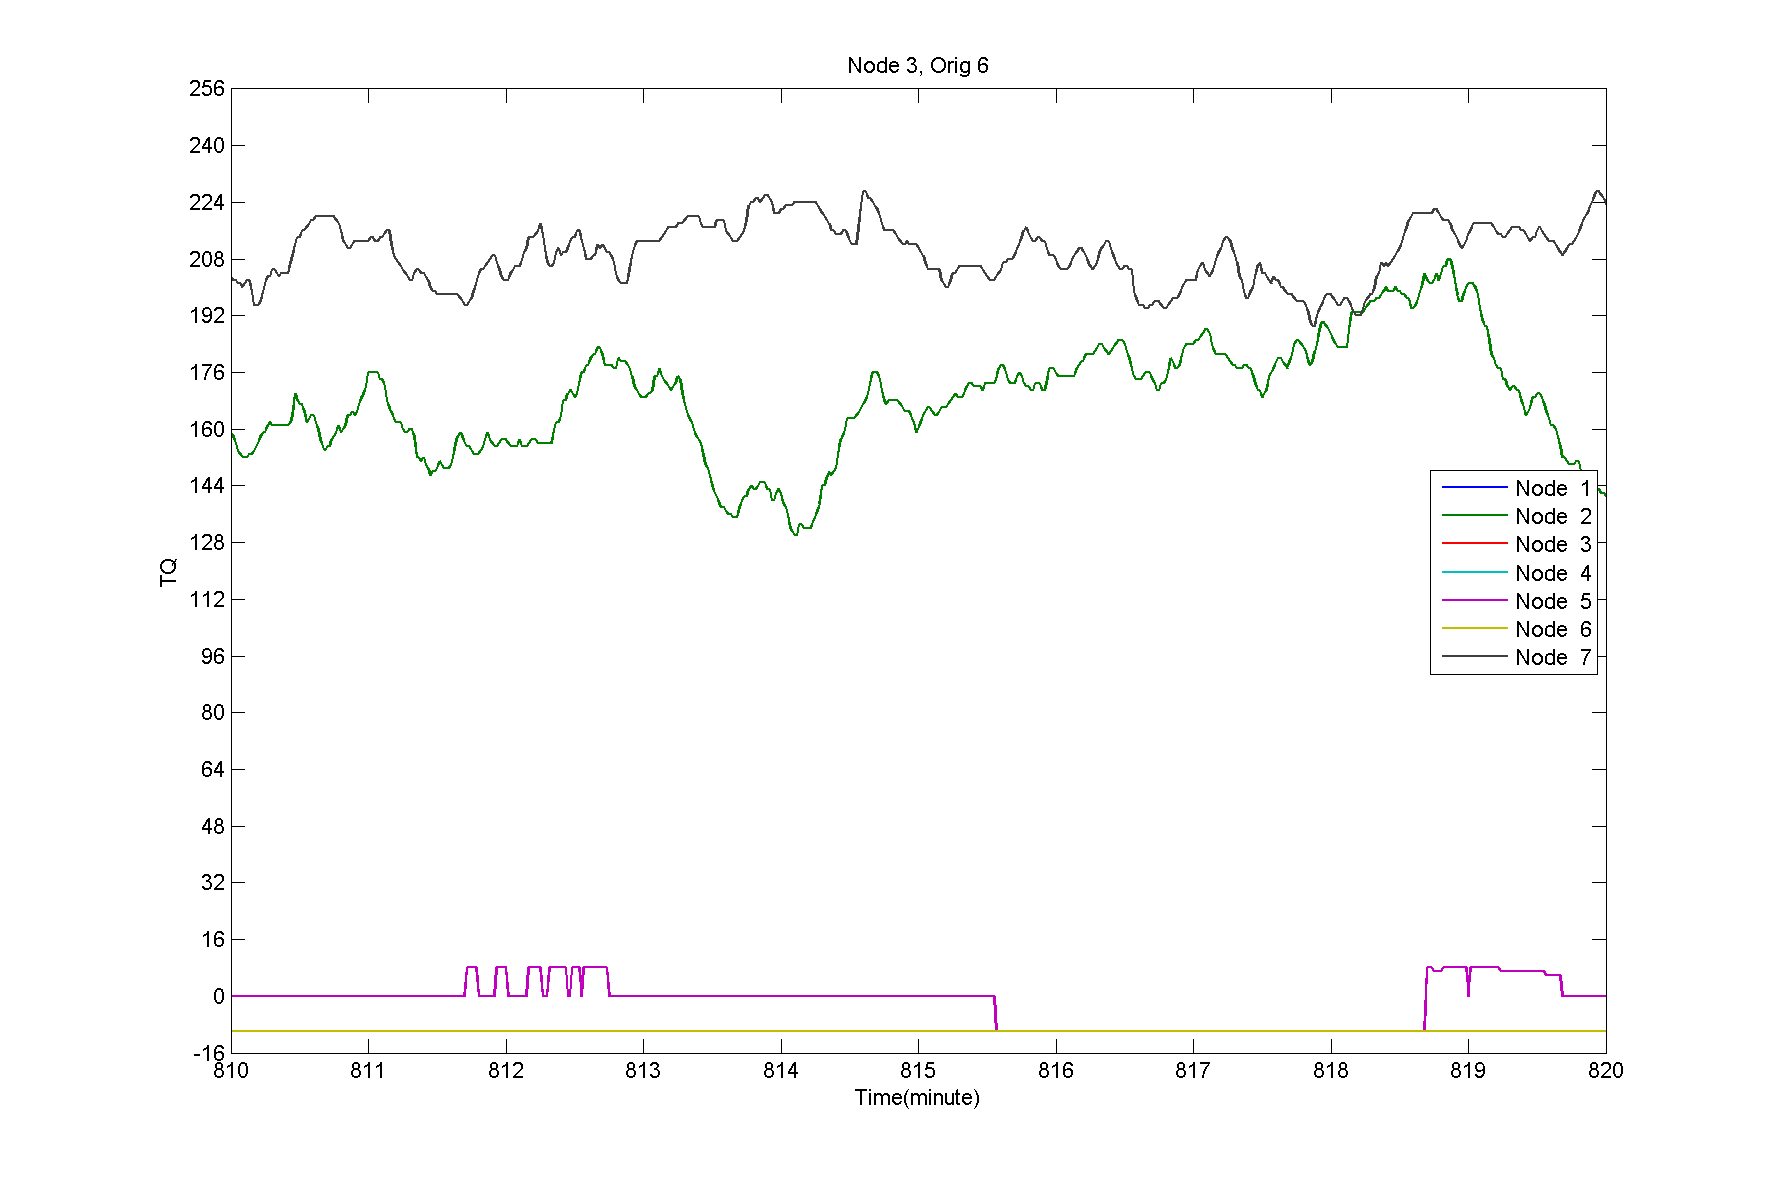 Node 3, Orig 6
256
240
224
208
192
176
160
144
128
112
96
80
64
48
32
16
0
-16
TQ
Node 1
Node 2
Node 3
Node 4
Node 5
Node 6
Node 7
810 811 812 813 814 815 816 817 818 819 820
Time(minute)